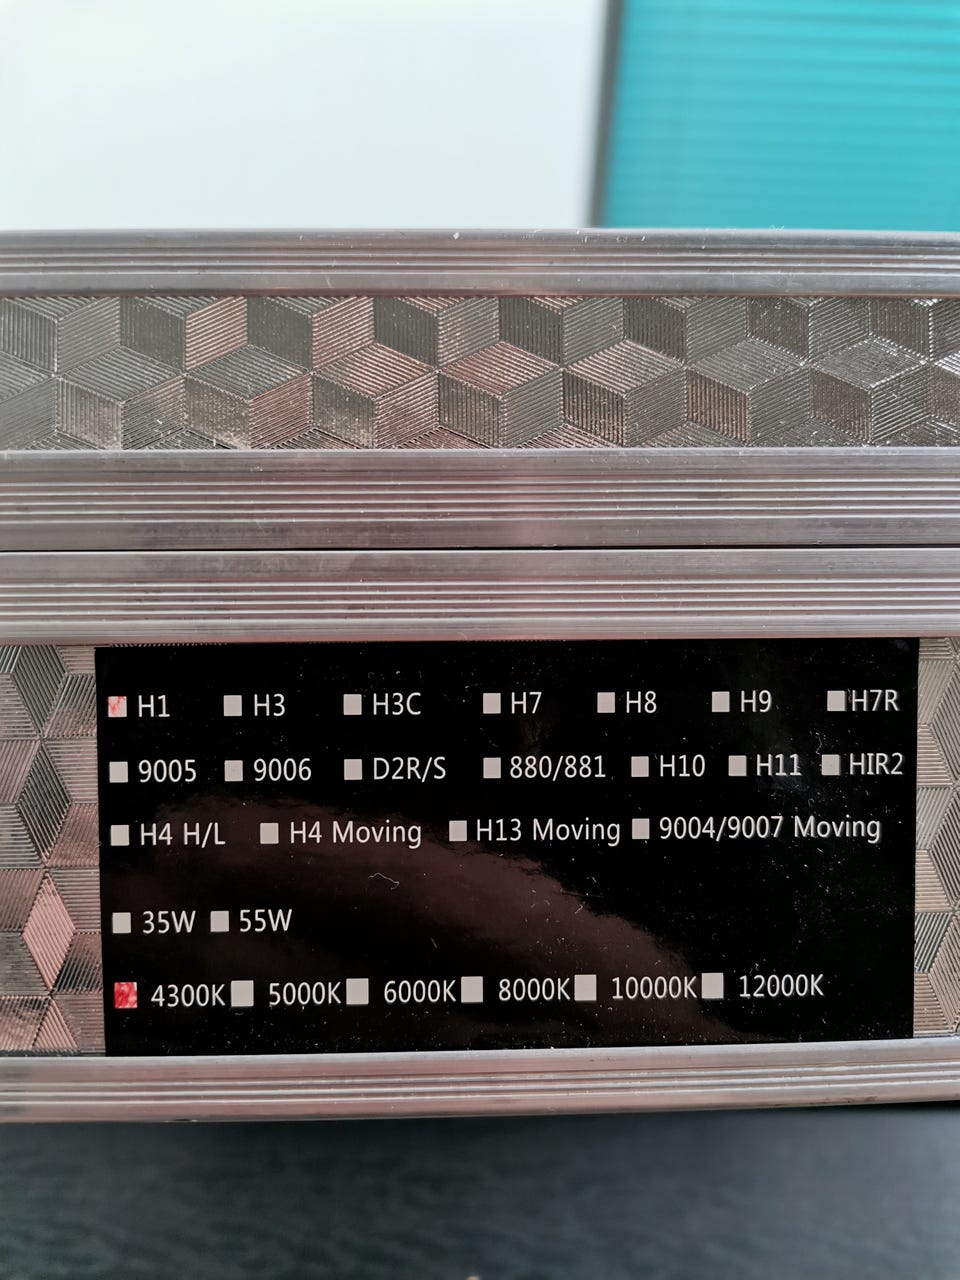 H1 H3 H3C H7 H8 H9 H7R
9005 9006 D2R/S 880/881 H10 H11 HIR2
H4 H/L H4 Moving H13 Moving 9004/9007 Moving
35W 55W
4300K 5000K 6000K 8000K 10000K 12000K